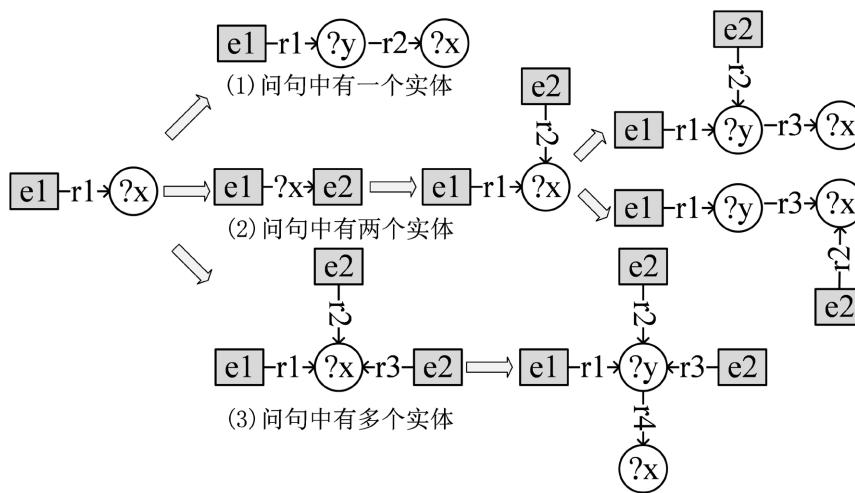 e1 r1 ?y r2 ?x
(1)问句中有一个实体
e1 r1 ?x
e1 ?x e2
(2)问句中有两个实体
e2
r2
e1 r1 ?x
e2
r2
e1 r1 ?y r3 ?x
e1 r1 ?y r3 ?x
r2
e2
e2
r2
e1 r1 ?x r3 e2
(3)问句中有多个实体
e2
r2
e1 r1 ?y r3 e2
r4
?x